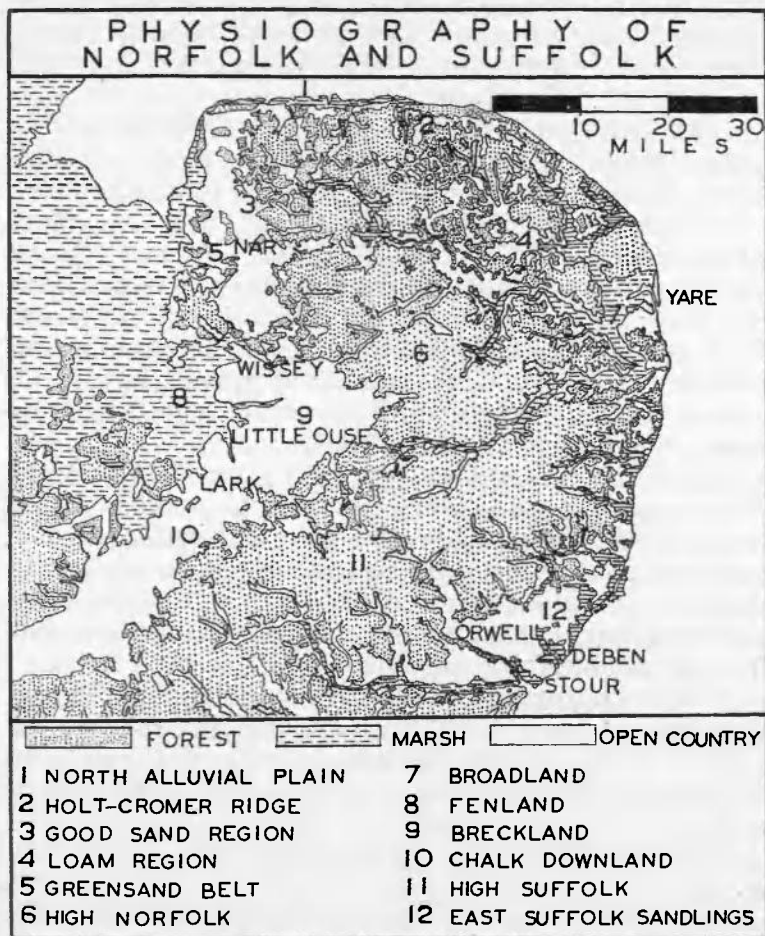 PHYSIOGRAPHY OF
NORFOLK AND SUFFOLK
10 20 30
MILES
1
2
3
4
5
NAR
YARE
7
6
WISSEY
8
9
LITTLE OUSE
LARK
10
11
12
ORWELL
DEBEN
STOUR
FOREST MARSH OPEN COUNTRY
1 NORTH ALLUVIAL PLAIN
2 HOLT-CROMER RIDGE
3 GOOD SAND REGION
4 LOAM REGION
5 GREENSAND BELT
6 HIGH NORFOLK
7 BROADLAND
8 FENLAND
9 BRECKLAND
10 CHALK DOWNLAND
11 HIGH SUFFOLK
12 EAST SUFFOLK SANDLINGS